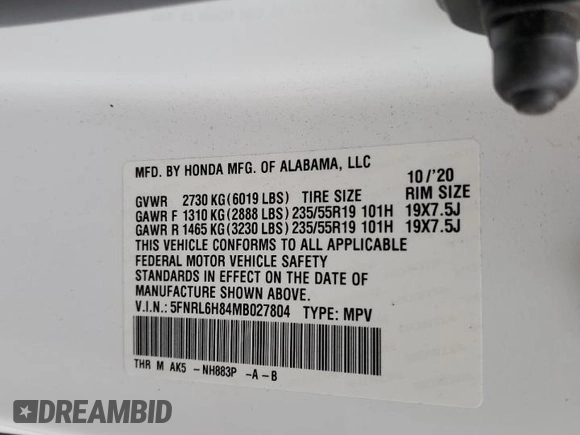 MFD. BY HONDA MFG. OF ALABAMA, LLC 10/'20
GVWR 2730 KG(6019 LBS) TIRE SIZE RIM SIZE
GAWR F 1310 KG(2888 LBS) 235/55R19 101H 19X7.5J
GAWR R 1465 KG(3230 LBS) 235/55R19 101H 19X7.5J
THIS VEHICLE CONFORMS TO ALL APPLICABLE
FEDERAL MOTOR VEHICLE SAFETY
STANDARDS IN EFFECT ON THE DATE OF
MANUFACTURE SHOWN ABOVE.
V.I.N.: 5FNRL6H84MB027804 TYPE: MPV
THR M AK5 -NH883P -A-B
DREAMBID